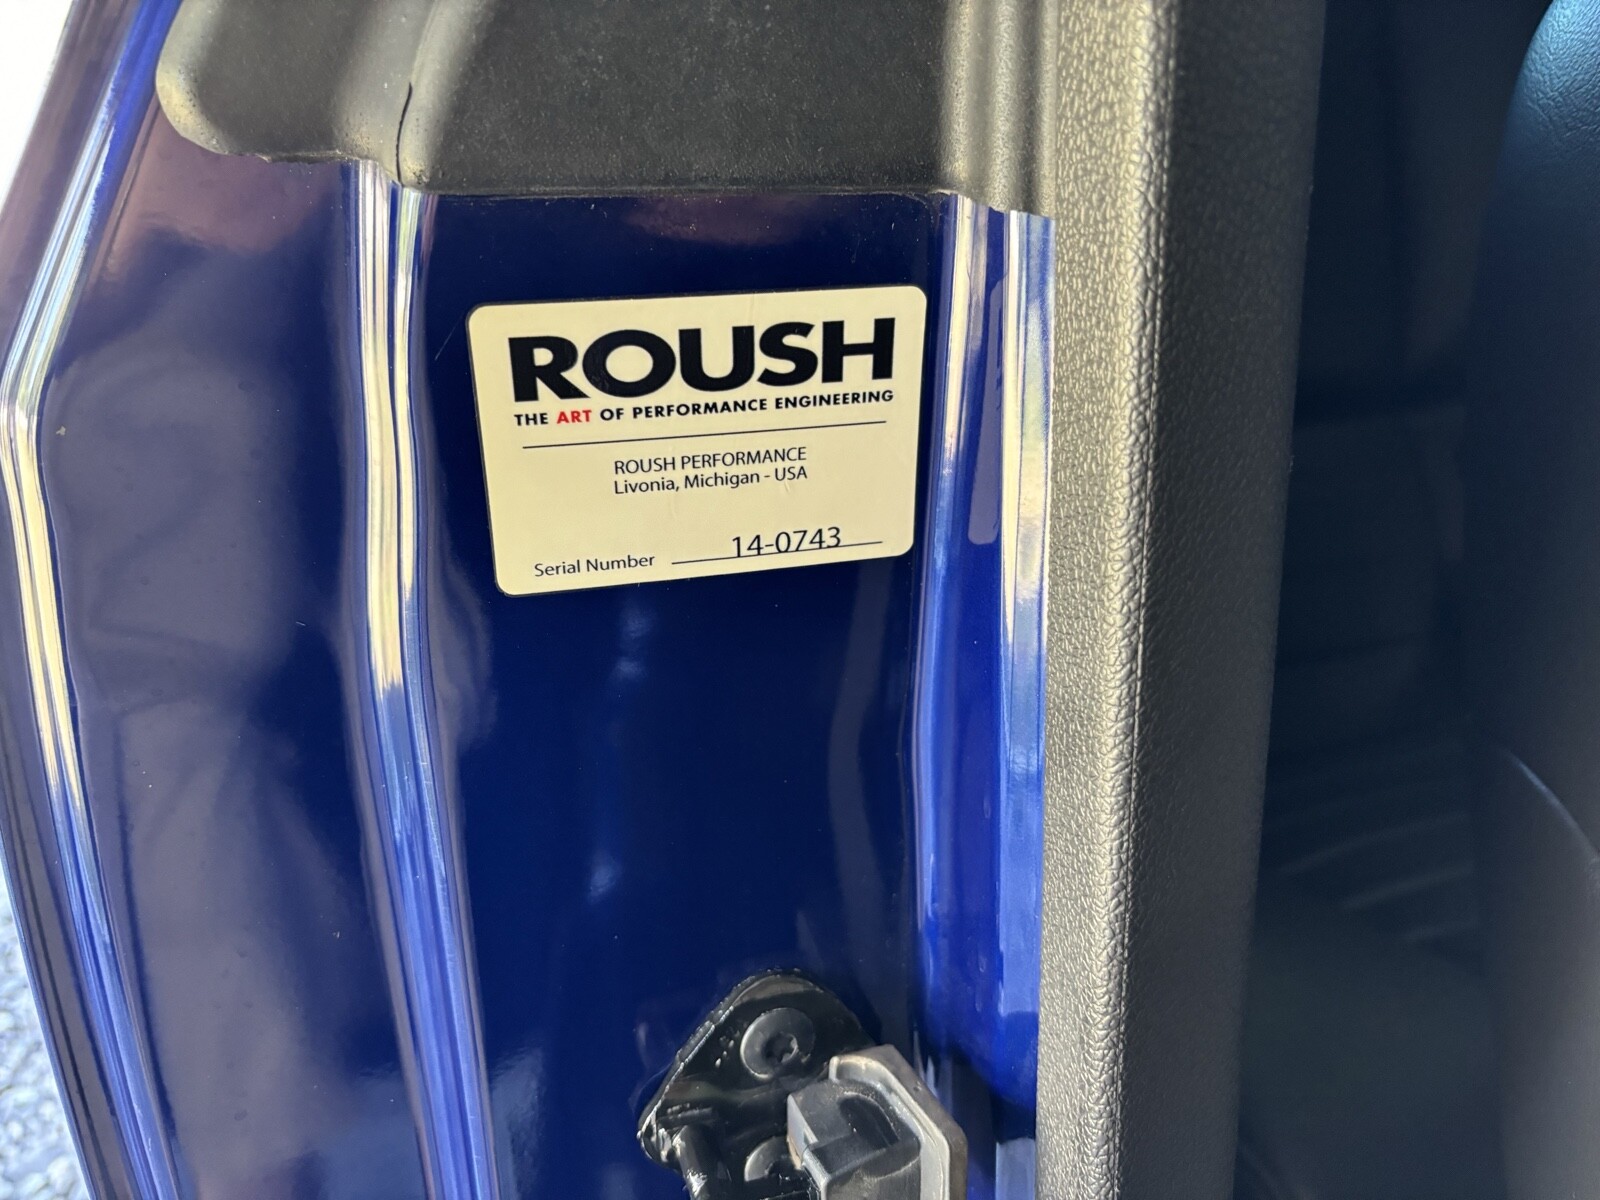 ROUSH
THE ART OF PERFORMANCE ENGINEERING
ROUSH PERFORMANCE
Livonia, Michigan - USA
Serial Number 14-0743